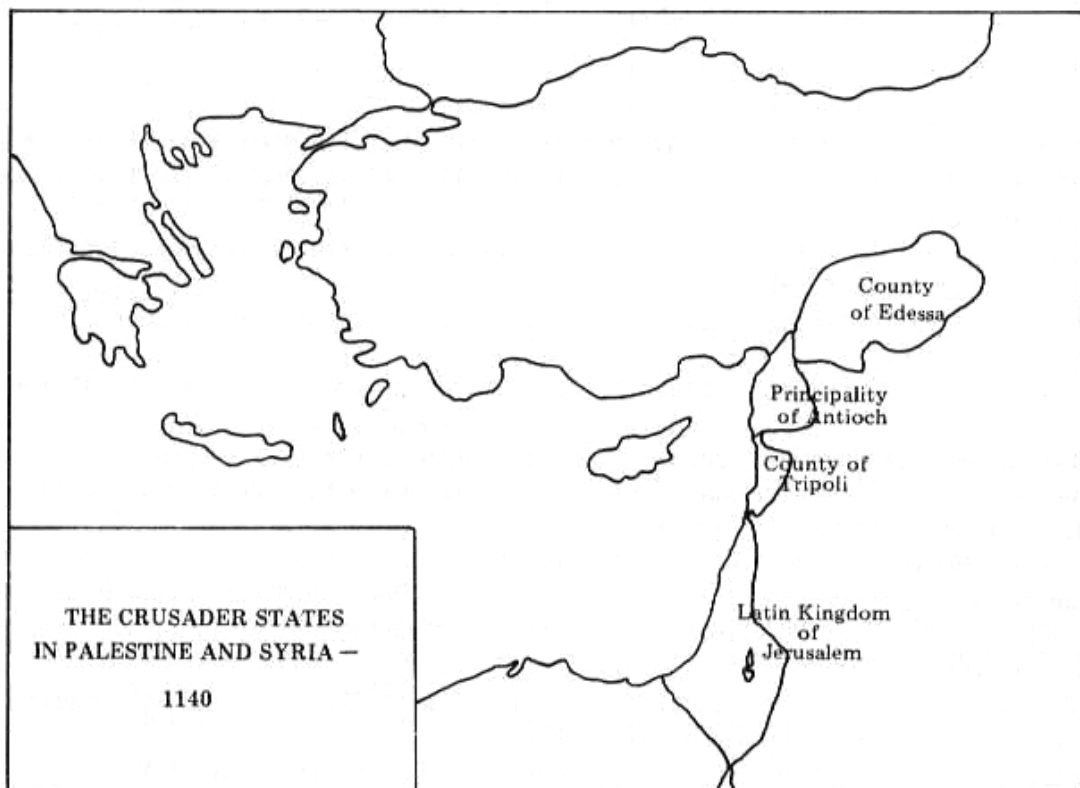 County
of Edessa
Principality
of Antioch
County of
Tripoli
Latin Kingdom
of
Jerusalem
THE CRUSADER STATES
IN PALESTINE AND SYRIA —
1140